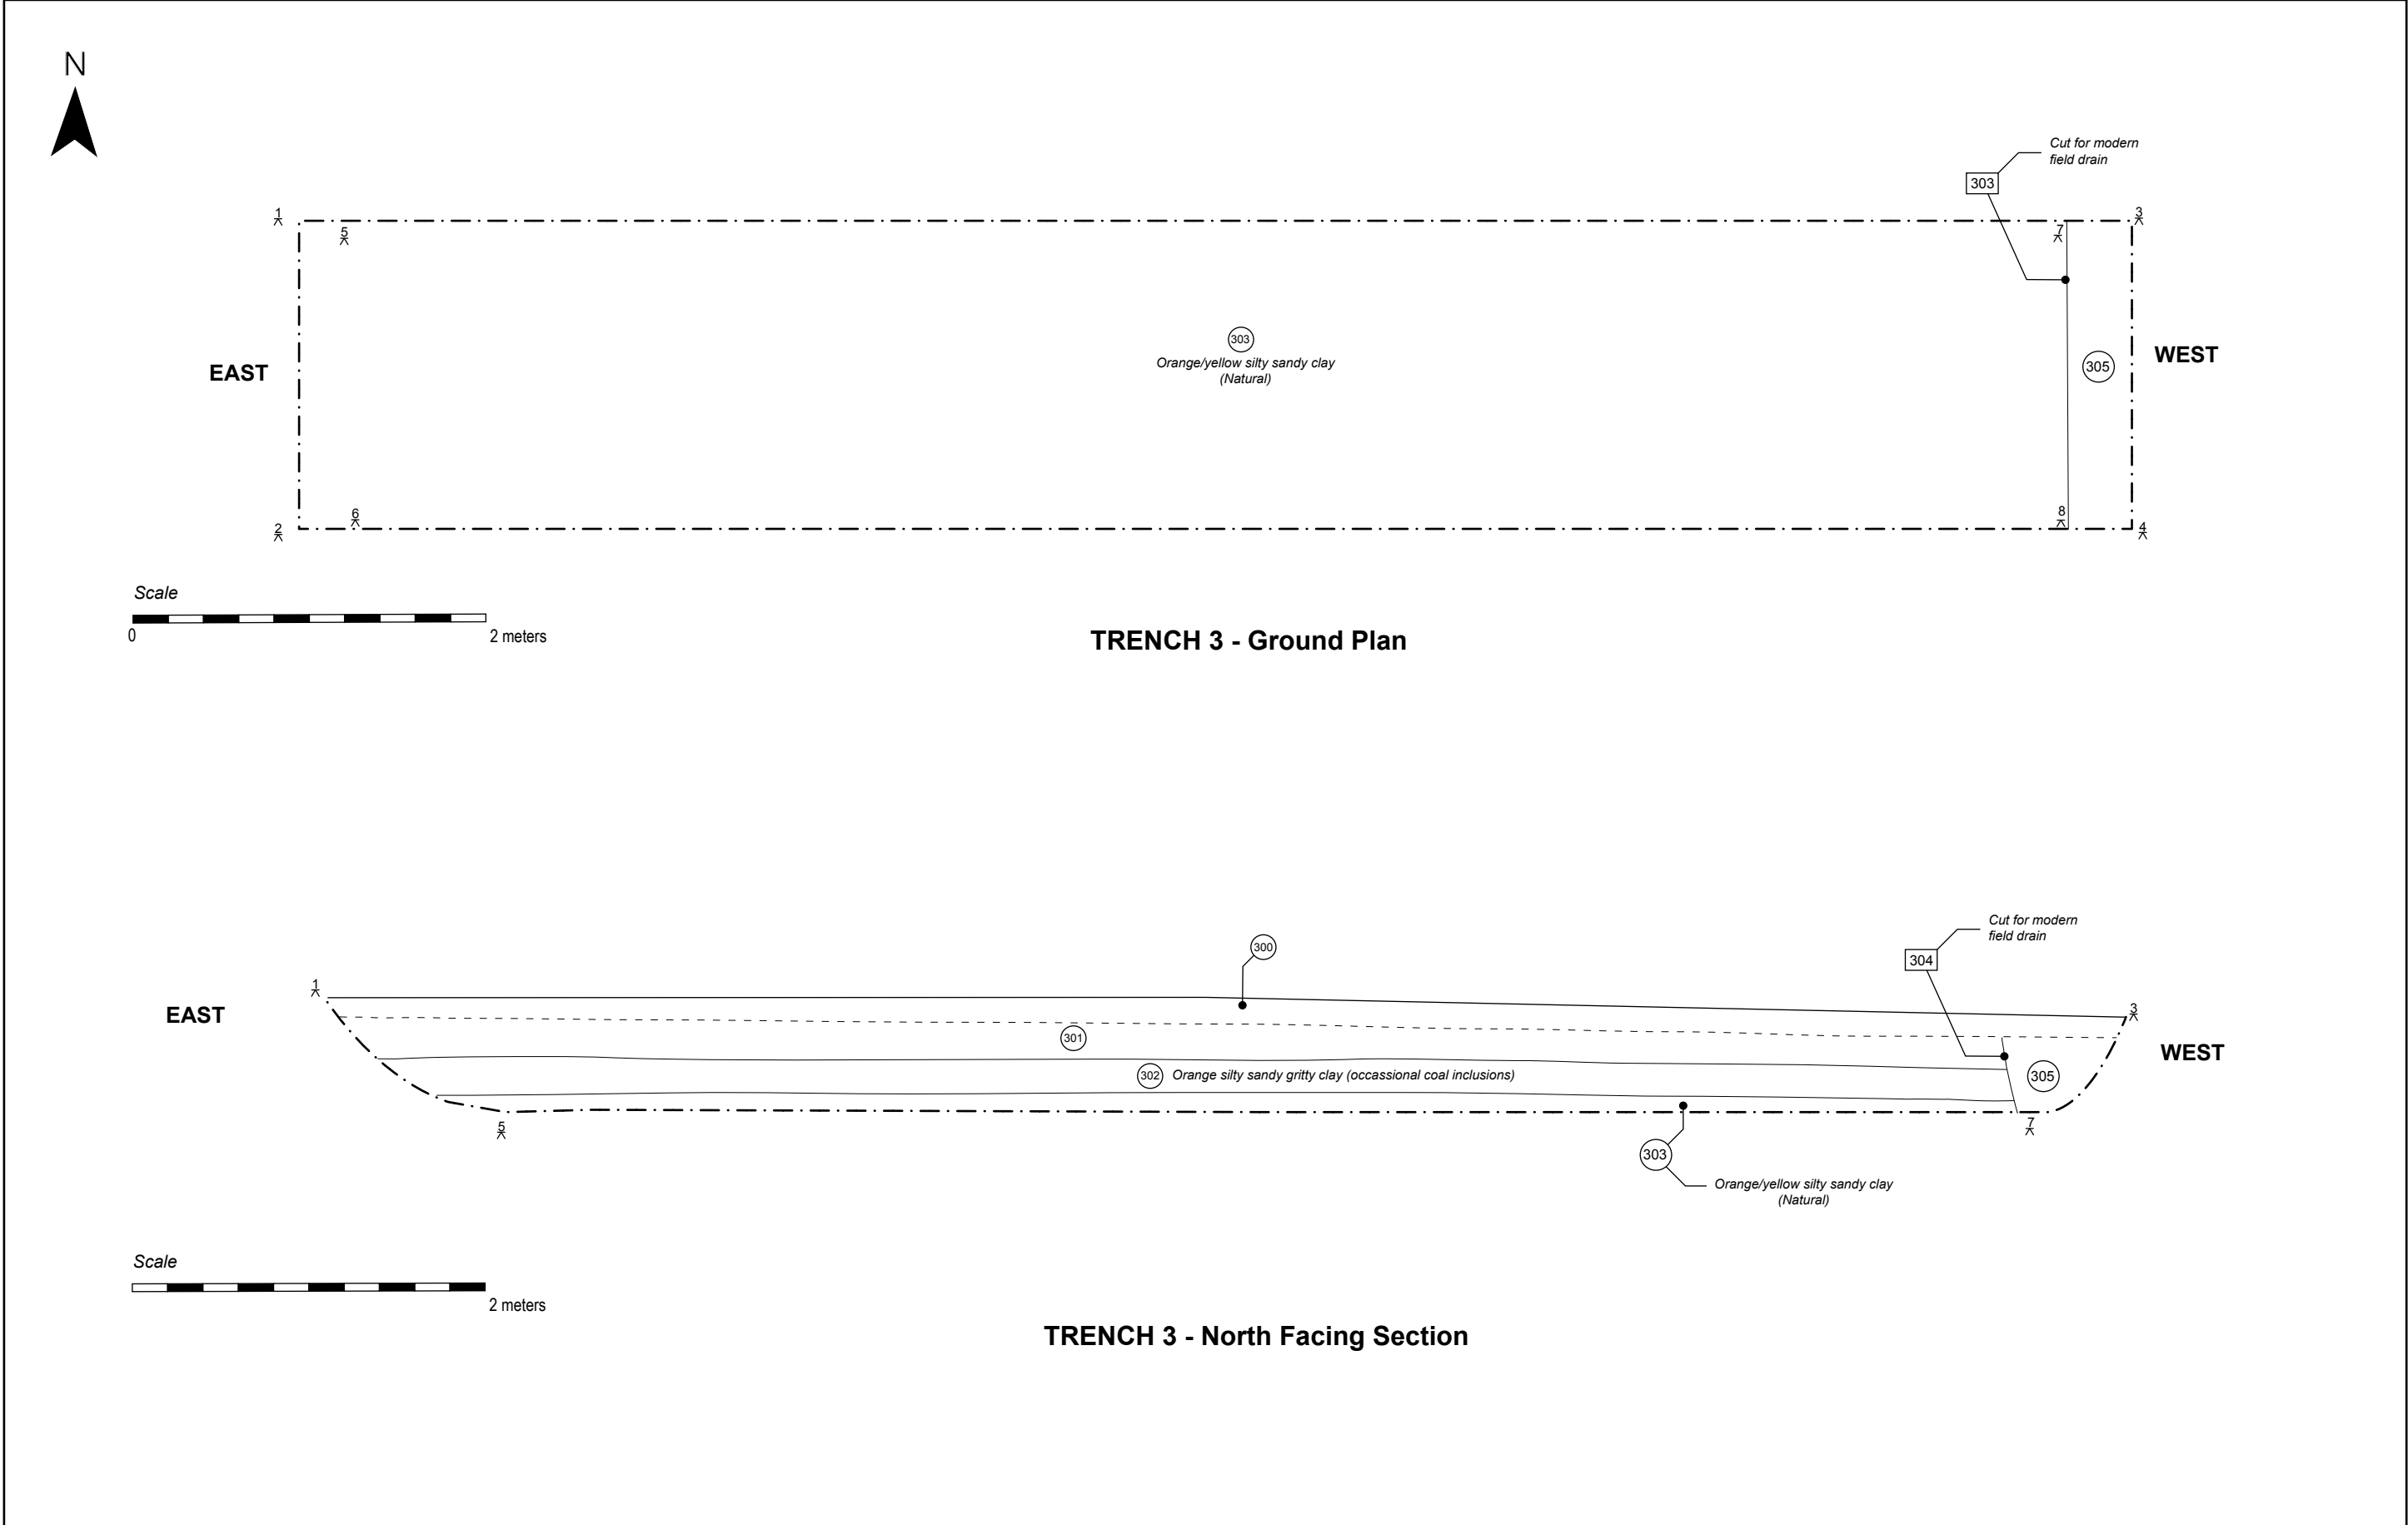 N
Cut for modern
field drain
303
1
3
5
7
303
Orange/yellow silty sandy clay
(Natural)
EAST
WEST
305
6
8
2
4
Scale
0
2 meters
TRENCH 3 - Ground Plan
Cut for modern
field drain
300
304
1
EAST
3
301
WEST
302 Orange silty sandy gritty clay (occassional coal inclusions)
305
5
7
303
Orange/yellow silty sandy clay
(Natural)
Scale
2 meters
TRENCH 3 - North Facing Section